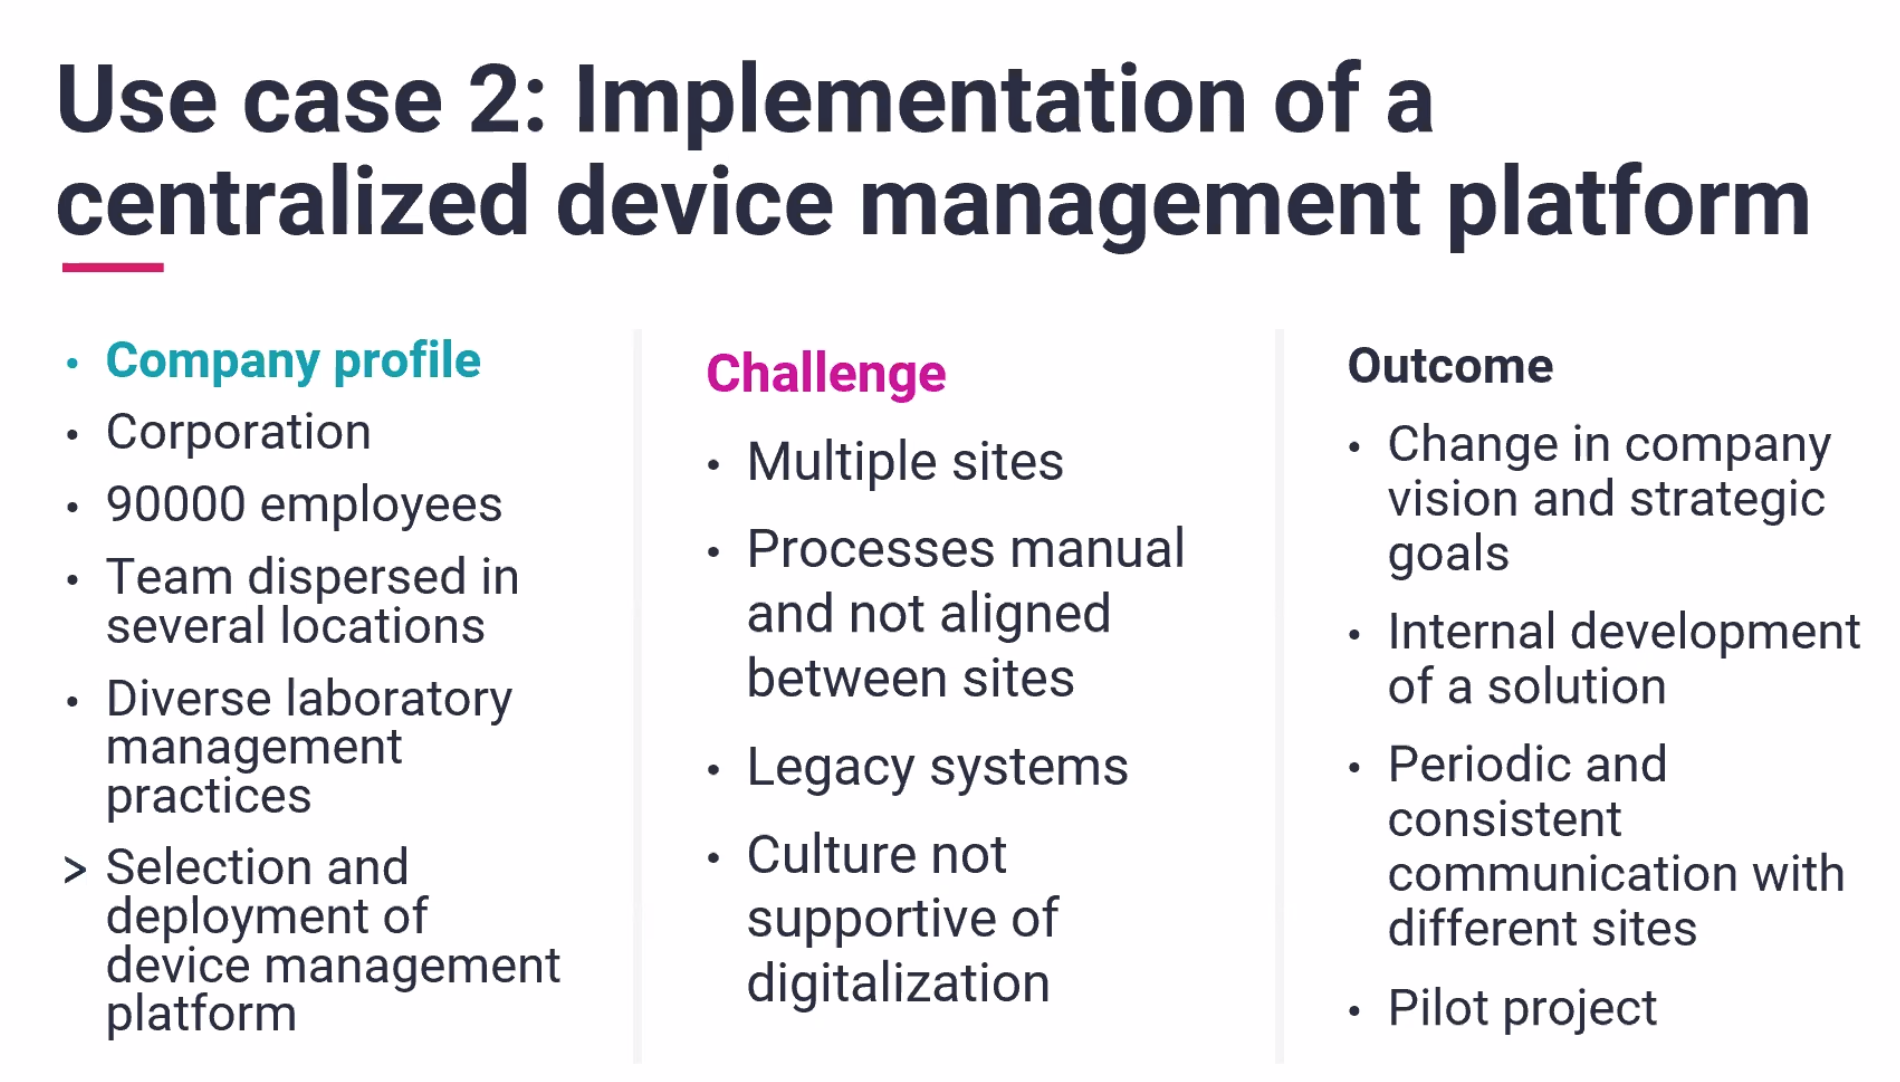 Use case 2: Implementation of a
centralized device management platform
• Company profile
• Corporation
• 90000 employees
• Team dispersed in
several locations
• Diverse laboratory
management
practices
> Selection and
deployment of
device management
platform
Challenge
• Multiple sites
• Processes manual
and not aligned
between sites
• Legacy systems
• Culture not
supportive of
digitalization
Outcome
• Change in company
vision and strategic
goals
• Internal development
of a solution
• Periodic and
consistent
communication with
different sites
• Pilot project